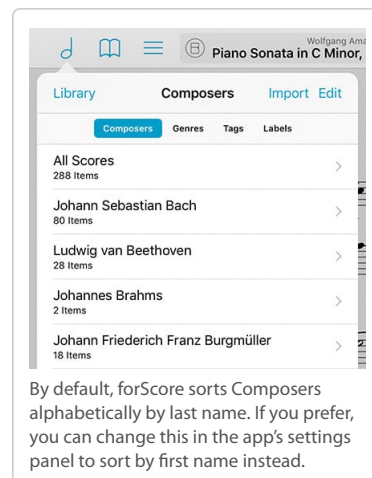 Wolfgang Ama
Piano Sonata in C Minor,
Library Composers Import Edit
Composers Genres Tags Labels
All Scores
288 Items
Johann Sebastian Bach
80 Items
Ludwig van Beethoven
28 Items
Johannes Brahms
2 Items
Johann Friederich Franz Burgmüller
18 Items
By default, forScore sorts Composers
alphabetically by last name. If you prefer,
you can change this in the app’s settings
panel to sort by first name instead.